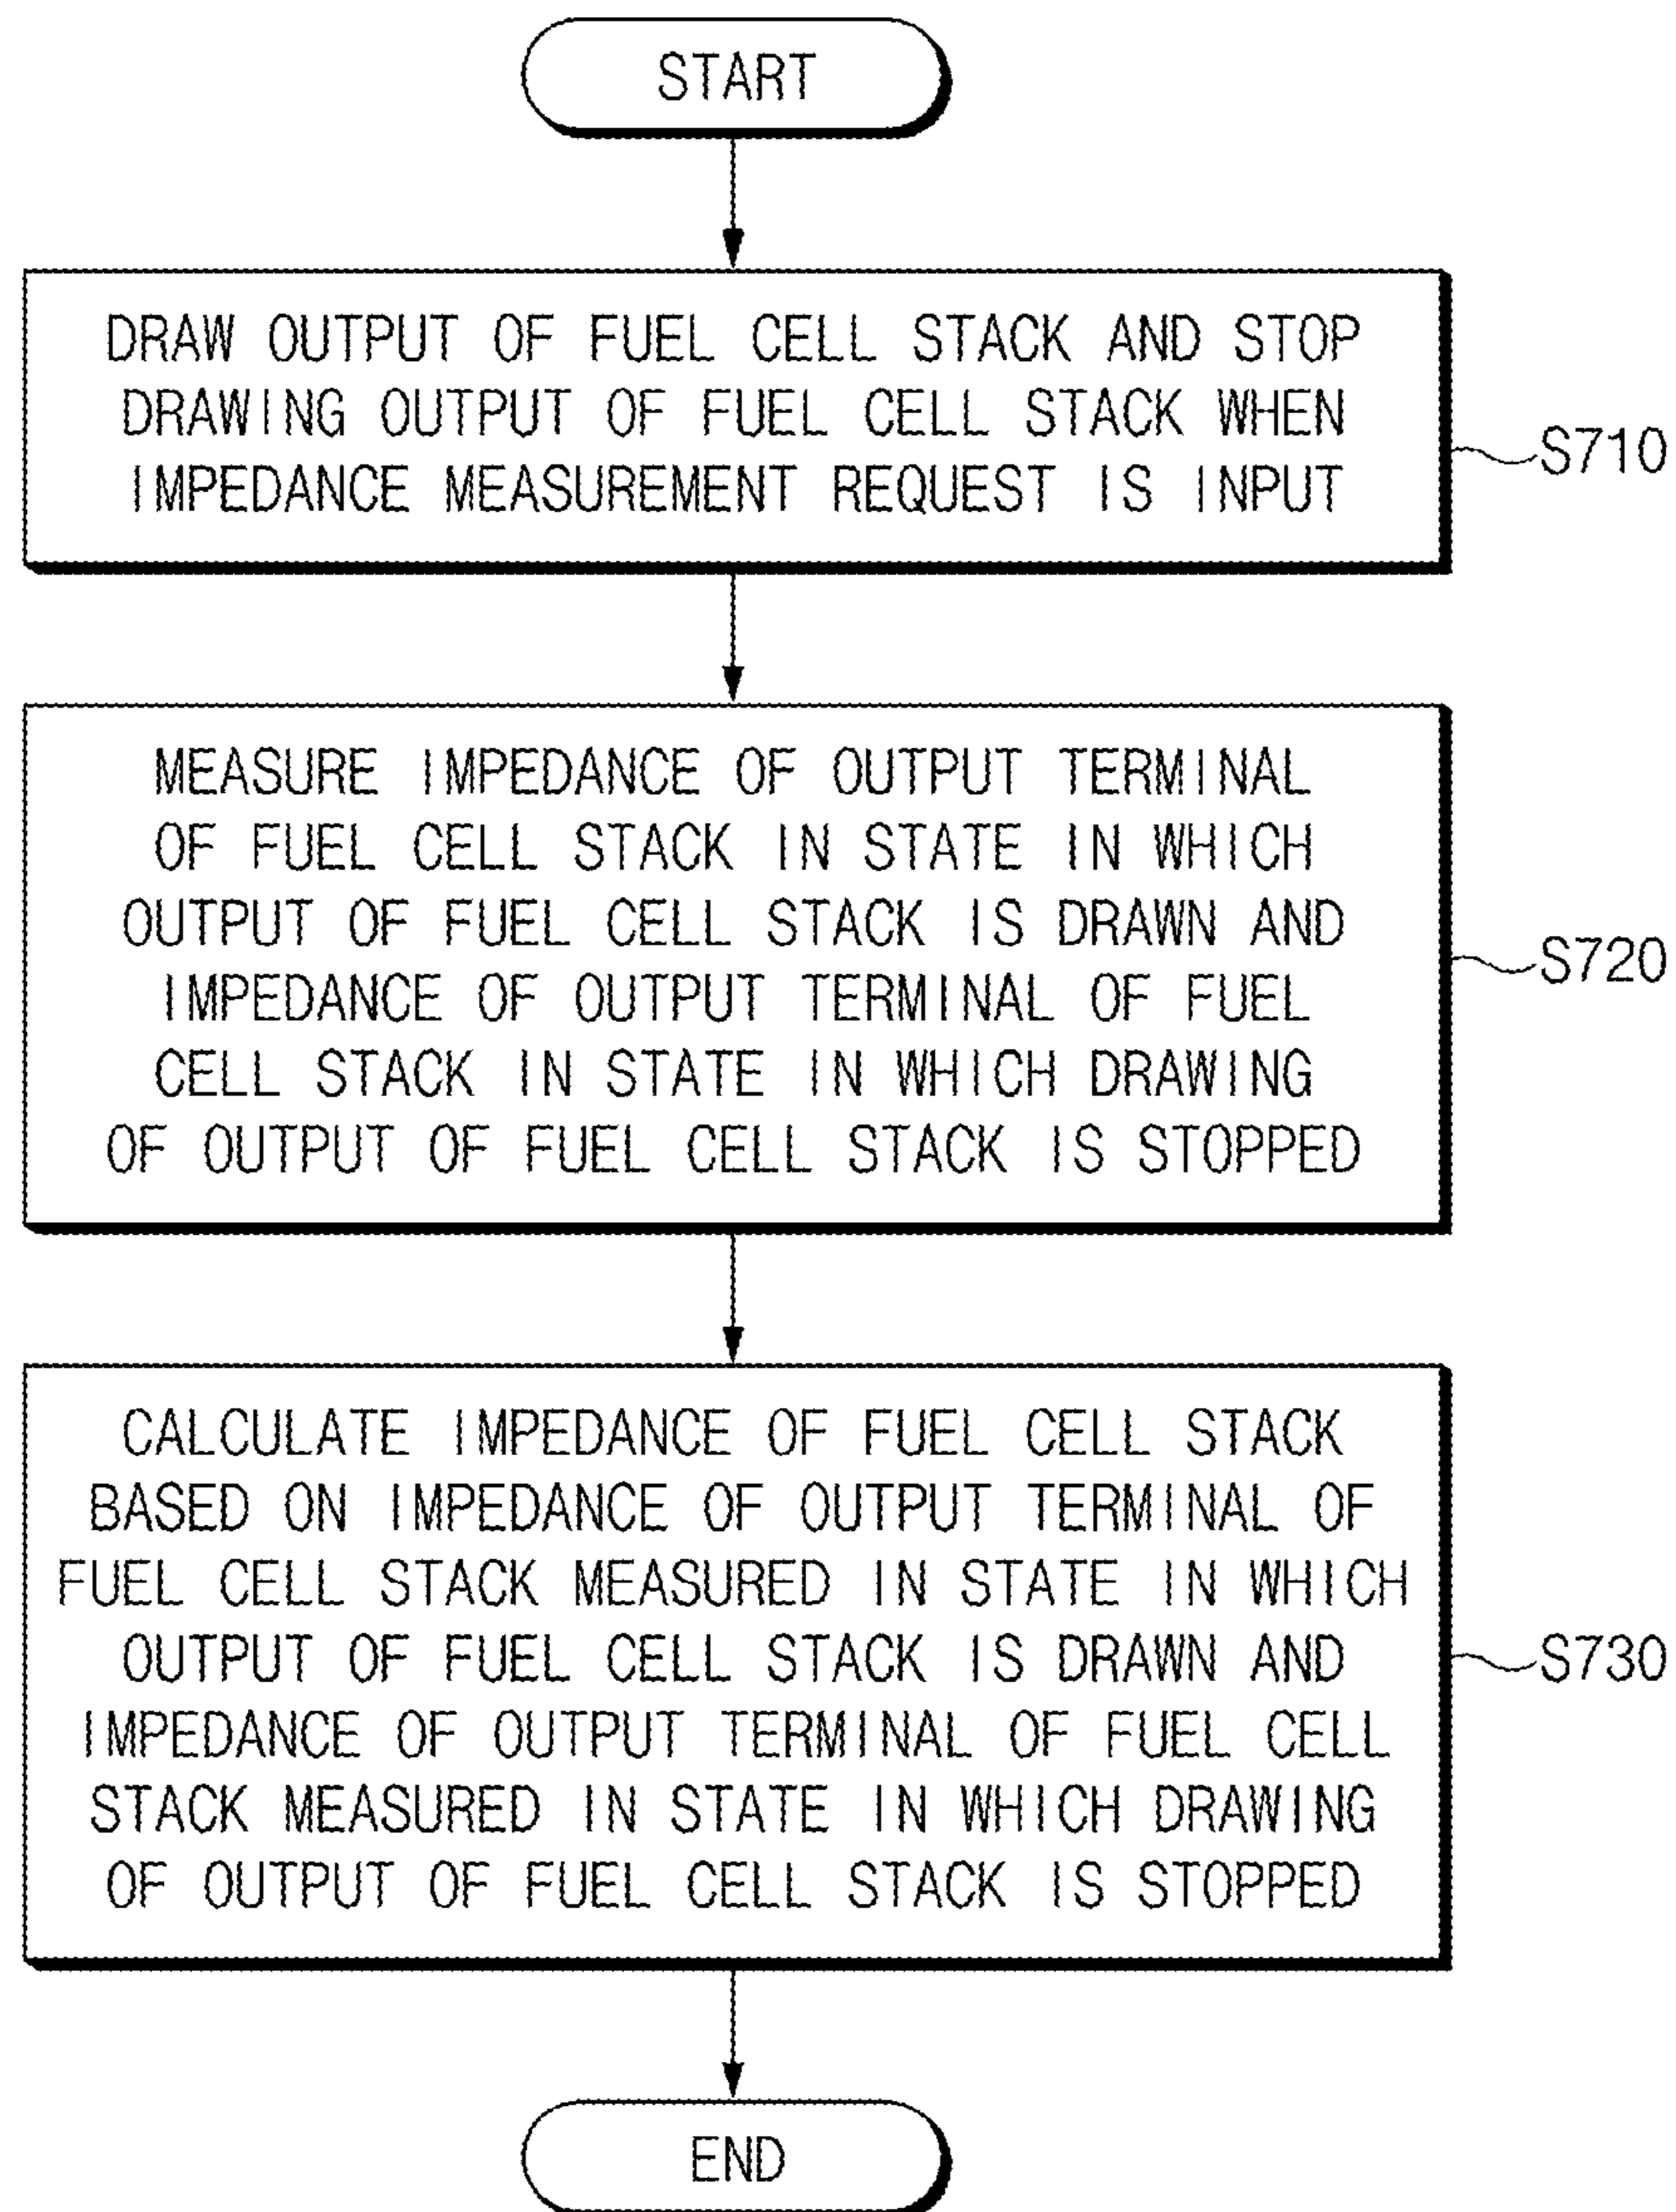 START
DRAW OUTPUT OF FUEL CELL STACK AND STOP
DRAWING OUTPUT OF FUEL CELL STACK WHEN
IMPEDANCE MEASUREMENT REQUEST IS INPUT
S710
MEASURE IMPEDANCE OF OUTPUT TERMINAL
OF FUEL CELL STACK IN STATE IN WHICH
OUTPUT OF FUEL CELL STACK IS DRAWN AND
IMPEDANCE OF OUTPUT TERMINAL OF FUEL
CELL STACK IN STATE IN WHICH DRAWING
OF OUTPUT OF FUEL CELL STACK IS STOPPED
S720
CALCULATE IMPEDANCE OF FUEL CELL STACK
BASED ON IMPEDANCE OF OUTPUT TERMINAL OF
FUEL CELL STACK MEASURED IN STATE IN WHICH
OUTPUT OF FUEL CELL STACK IS DRAWN AND
IMPEDANCE OF OUTPUT TERMINAL OF FUEL CELL
STACK MEASURED IN STATE IN WHICH DRAWING
OF OUTPUT OF FUEL CELL STACK IS STOPPED
S730
END